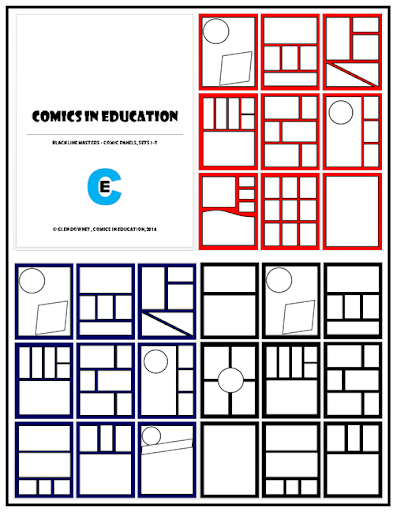 COMICS IN EDUCATION
BLACKLINE MASTERS - COMIC PANELS, SETS 1-3
CE
© GLEN DOWNEY, COMICS IN EDUCATION, 2014